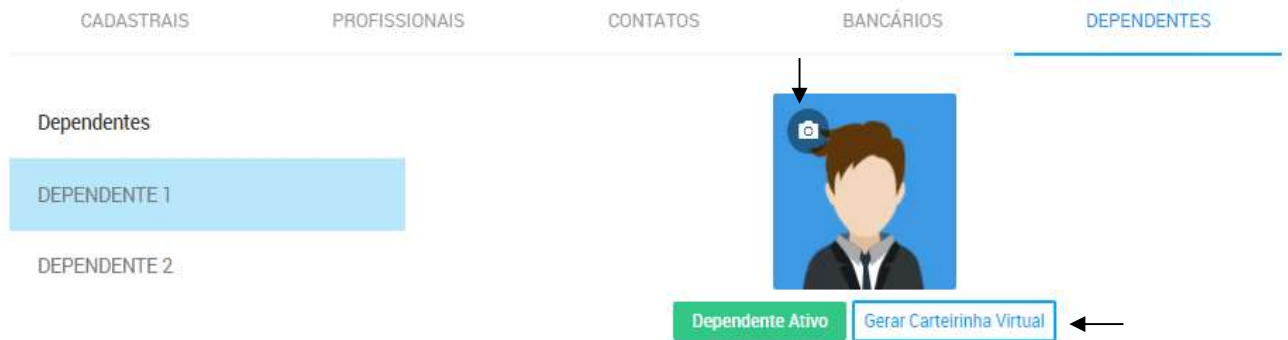 CADASTRAIS PROFISSIONAIS CONTATOS BANCÁRIOS DEPENDENTES
Dependentes
DEPENDENTE 1
DEPENDENTE 2
Dependente Ativo Gerar Carteirinha Virtual